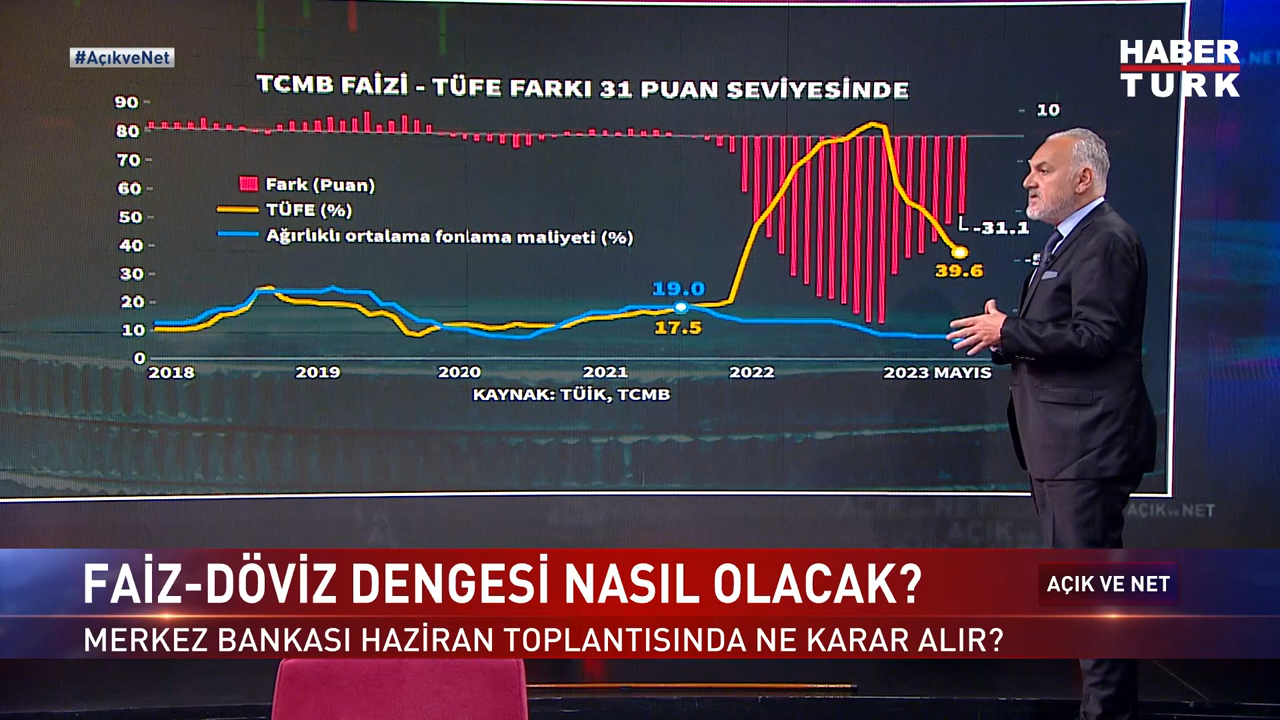 #AçıkveNet
HABER
TURK
TCMB FAİZİ - TÜFE FARKI 31 PUAN SEVİYESİNDE
90
80
70
60
50
40
30
20
10
0
10
Fark (Puan)
TÜFE (%)
Ağırlıklı ortalama fonlama maliyeti (%)
-31.1
39.6
19.0
17.5
2018
2019
2020
2021
2022
2023 MAYIS
KAYNAK: TÜİK, TCMB
AÇIK VE NET
FAİZ-DÖVİZ DENGESİ NASIL OLACAK?
AÇIK VE NET
MERKEZ BANKASI HAZİRAN TOPLANTISINDA NE KARAR ALIR?